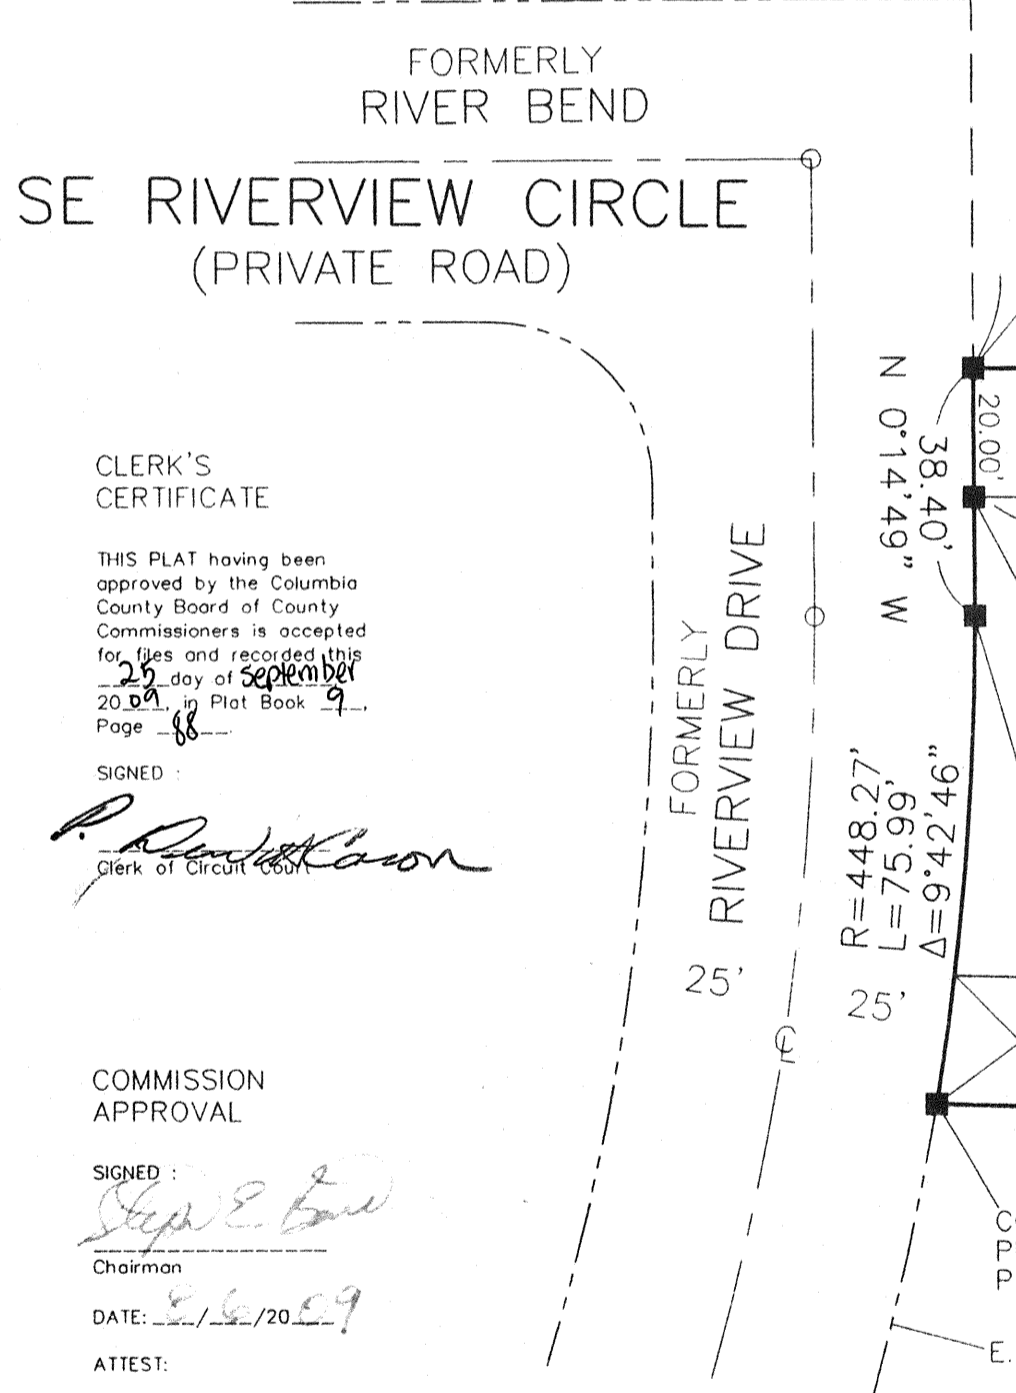 FORMERLY
RIVER BEND
SE RIVERVIEW CIRCLE
(PRIVATE ROAD)
CLERK'S
CERTIFICATE
THIS PLAT having been
approved by the Columbia
County Board of County
Commissioners is accepted
for files and recorded this
25 day of September
2009, in Plat Book 9,
Page 88
SIGNED :
Clerk of Circuit Court
COMMISSION
APPROVAL
SIGNED :
Chairman
DATE: 8/6/2009
ATTEST:
FORMERLY
RIVERVIEW DRIVE
25'
25'
N 0°14'49" W
38.40'
20.00'
R=448.27'
L=75.99'
Δ=9°42'46"
℄
P
P
E.